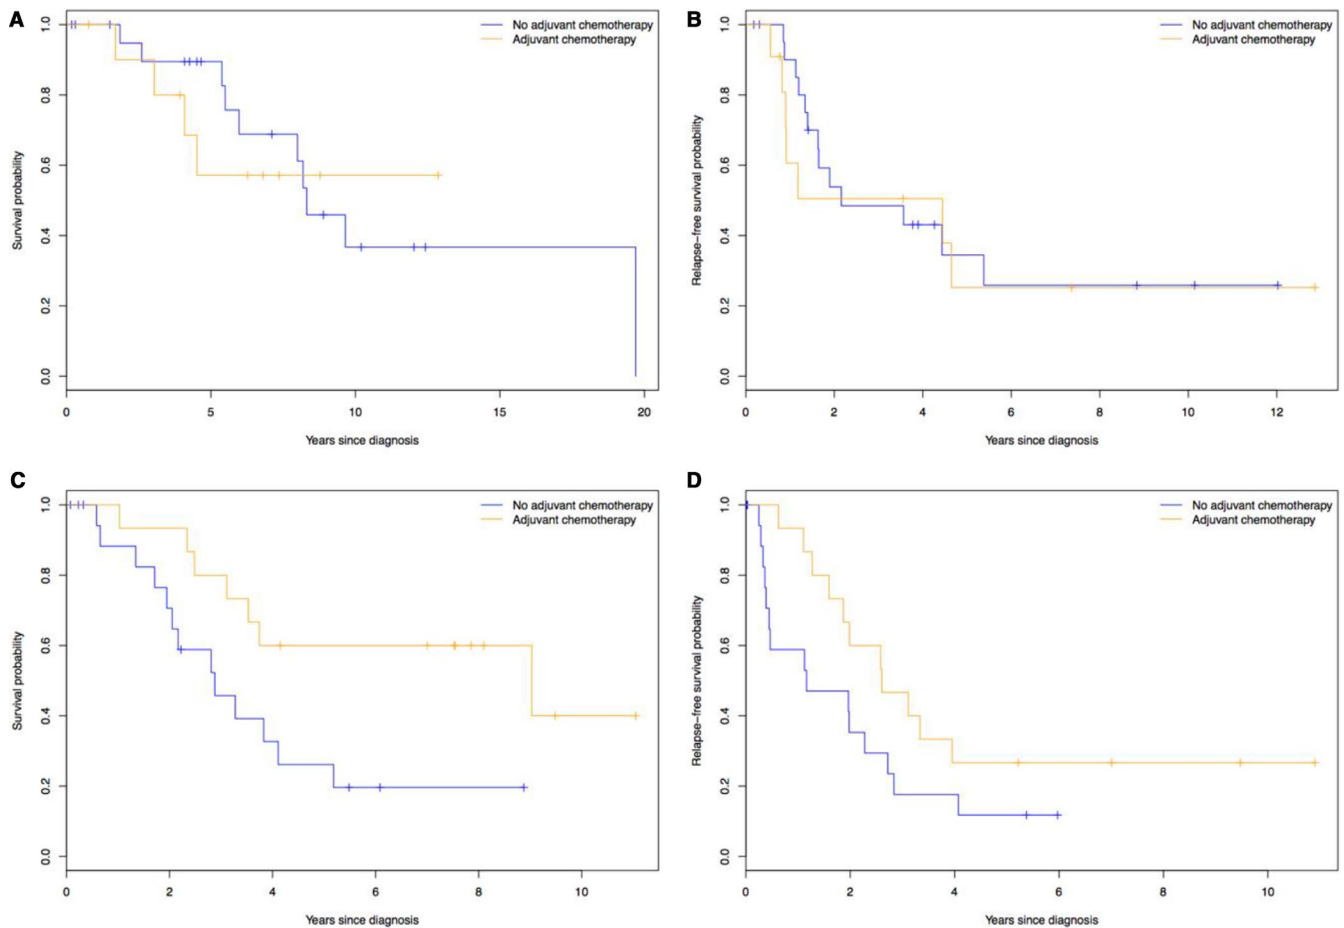 A
No adjuvant chemotherapy
Adjuvant chemotherapy
Survival probability
1.0
0.8
0.6
0.4
0.2
0.0
0 5 10 15 20
Years since diagnosis
B
No adjuvant chemotherapy
Adjuvant chemotherapy
Relapse−free survival probability
1.0
0.8
0.6
0.4
0.2
0.0
0 2 4 6 8 10 12
Years since diagnosis
C
No adjuvant chemotherapy
Adjuvant chemotherapy
Survival probability
1.0
0.8
0.6
0.4
0.2
0.0
0 2 4 6 8 10
Years since diagnosis
D
No adjuvant chemotherapy
Adjuvant chemotherapy
Relapse−free survival probability
1.0
0.8
0.6
0.4
0.2
0.0
0 2 4 6 8 10
Years since diagnosis